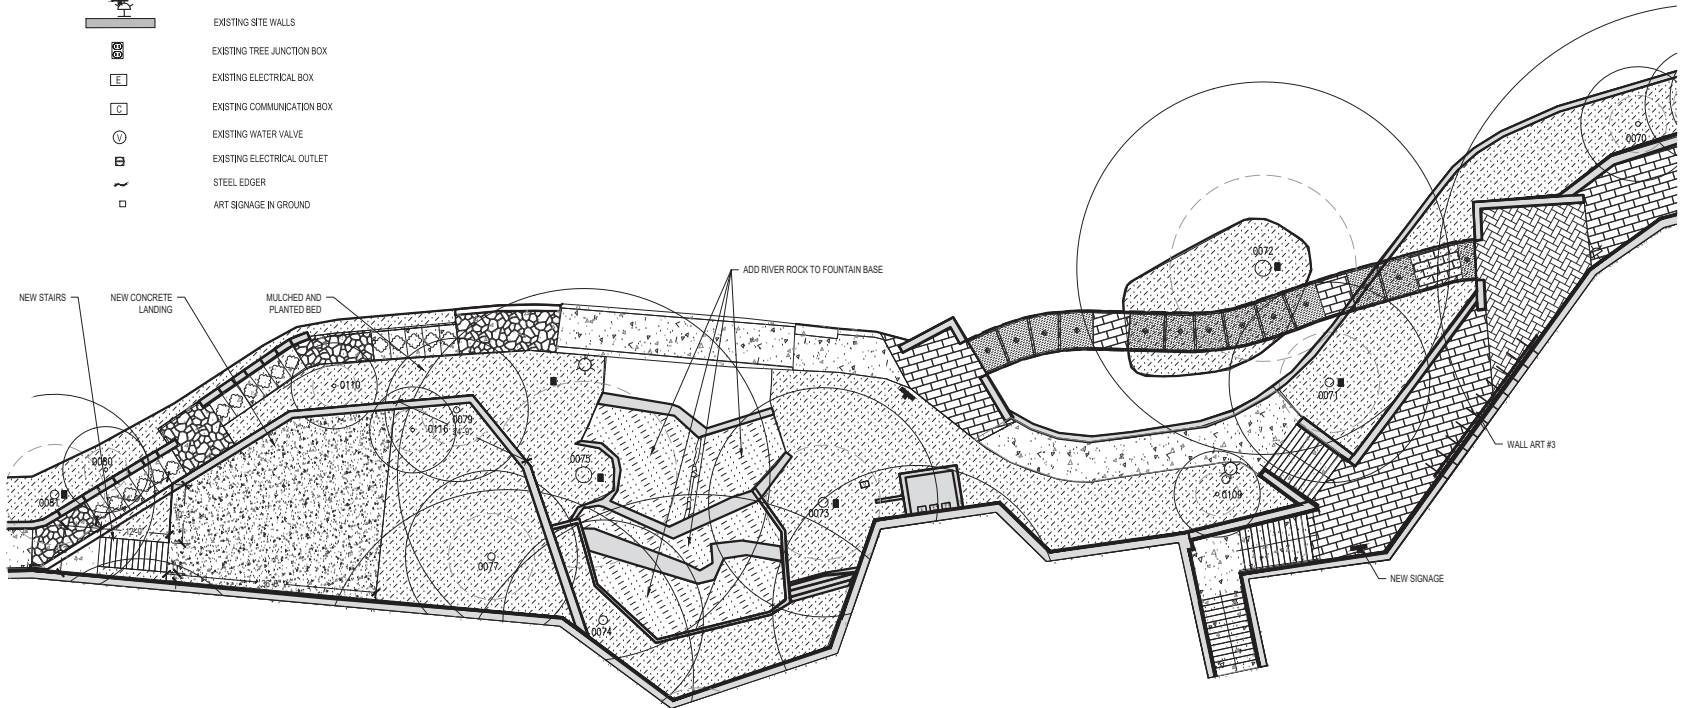 EXISTING SITE WALLS
EXISTING TREE JUNCTION BOX
E
EXISTING ELECTRICAL BOX
C
EXISTING COMMUNICATION BOX
V
EXISTING WATER VALVE
EXISTING ELECTRICAL OUTLET
STEEL EDGER
ART SIGNAGE IN GROUND
0070
0072
ADD RIVER ROCK TO FOUNTAIN BASE
NEW STAIRS
NEW CONCRETE
LANDING
MULCHED AND
PLANTED BED
0110
0071
0079
0116
WALL ART #3
0080
0075
0081
0109
0073
0077
NEW SIGNAGE
0074